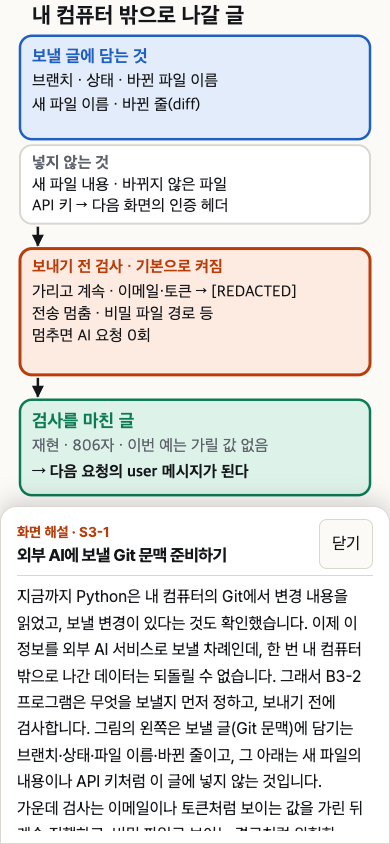 내 컴퓨터 밖으로 나갈 글
보낼 글에 담는 것
브랜치 · 상태 · 바뀐 파일 이름
새 파일 이름 · 바뀐 줄(diff)
넣지 않는 것
새 파일 내용 · 바뀌지 않은 파일
API 키 → 다음 화면의 인증 헤더
보내기 전 검사 · 기본으로 켜짐
가리고 계속 · 이메일·토큰 → [REDACTED]
전송 멈춤 · 비밀 파일 경로 등
멈추면 AI 요청 0회
검사를 마친 글
재현 · 806자 · 이번 예는 가릴 값 없음
→ 다음 요청의 user 메시지가 된다
화면 해설 · S3-1
외부 AI에 보낼 Git 문맥 준비하기
닫기
지금까지 Python은 내 컴퓨터의 Git에서 변경 내용을
읽었고, 보낼 변경이 있다는 것도 확인했습니다. 이제 이
정보를 외부 AI 서비스로 보낼 차례인데, 한 번 내 컴퓨터
밖으로 나간 데이터는 되돌릴 수 없습니다. 그래서 B3-2
프로그램은 무엇을 보낼지 먼저 정하고, 보내기 전에
검사합니다. 그림의 왼쪽은 보낼 글(Git 문맥)에 담기는
브랜치·상태·파일 이름·바뀐 줄이고, 그 아래는 새 파일의
내용이나 API 키처럼 이 글에 넣지 않는 것입니다.
가운데 검사는 이메일이나 토큰처럼 보이는 값을 가린 뒤